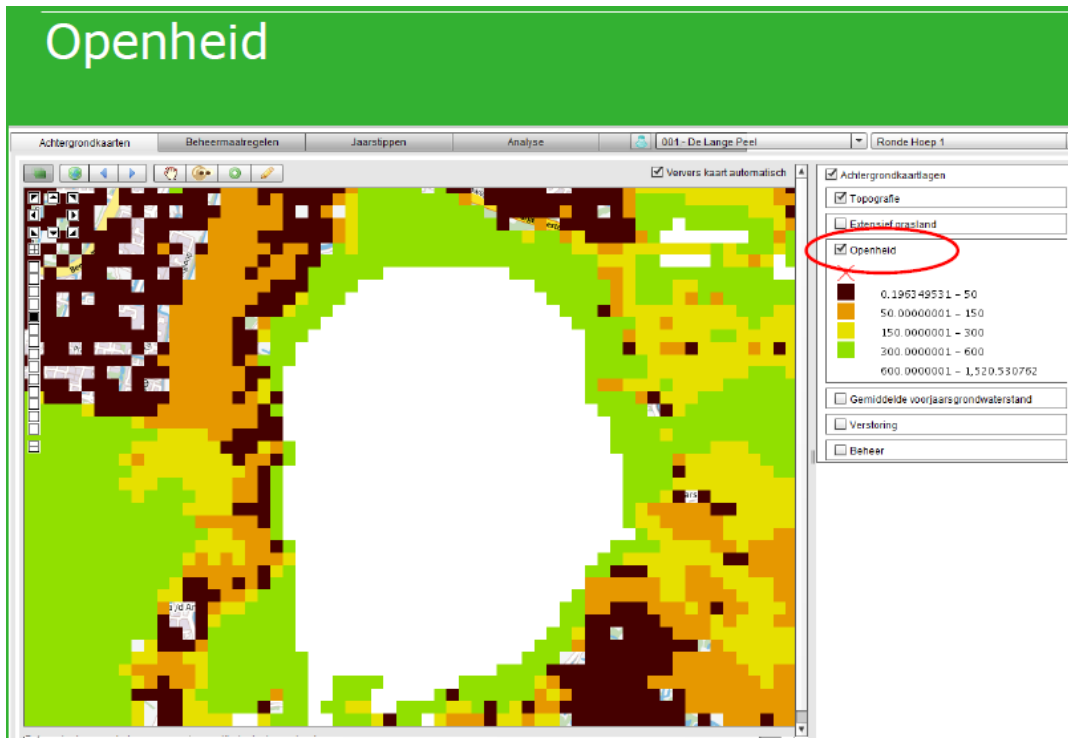 Openheid
Achtergrondkaarten
Beheermaatregelen
Jaarstippen
Analyse
001 - De Lange Peel
Ronde Hoep 1
Ververs kaart automatisch
Achtergrondkaartlagen
Topografie
Extensief grasland
Openheid
0.196349531 - 50
50.00000001 - 150
150.0000001 - 300
300.0000001 - 600
600.0000001 - 1,520.530762
Gemiddelde voorjaarsgrondwaterstand
Verstoring
Beheer